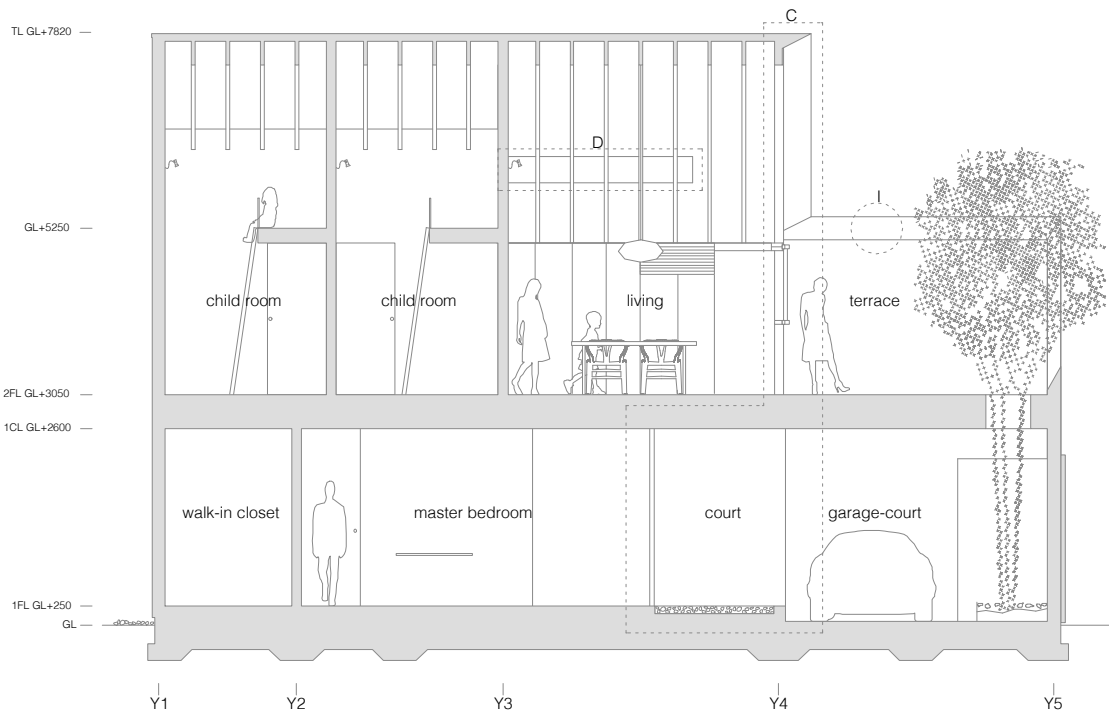 C
TL GL+7820
D
I
GL+5250
child room
child room
living
terrace
2FL GL+3050
1CL GL+2600
walk-in closet
master bedroom
court
garage-court
1FL GL+250
GL
Y1
Y2
Y3
Y4
Y5